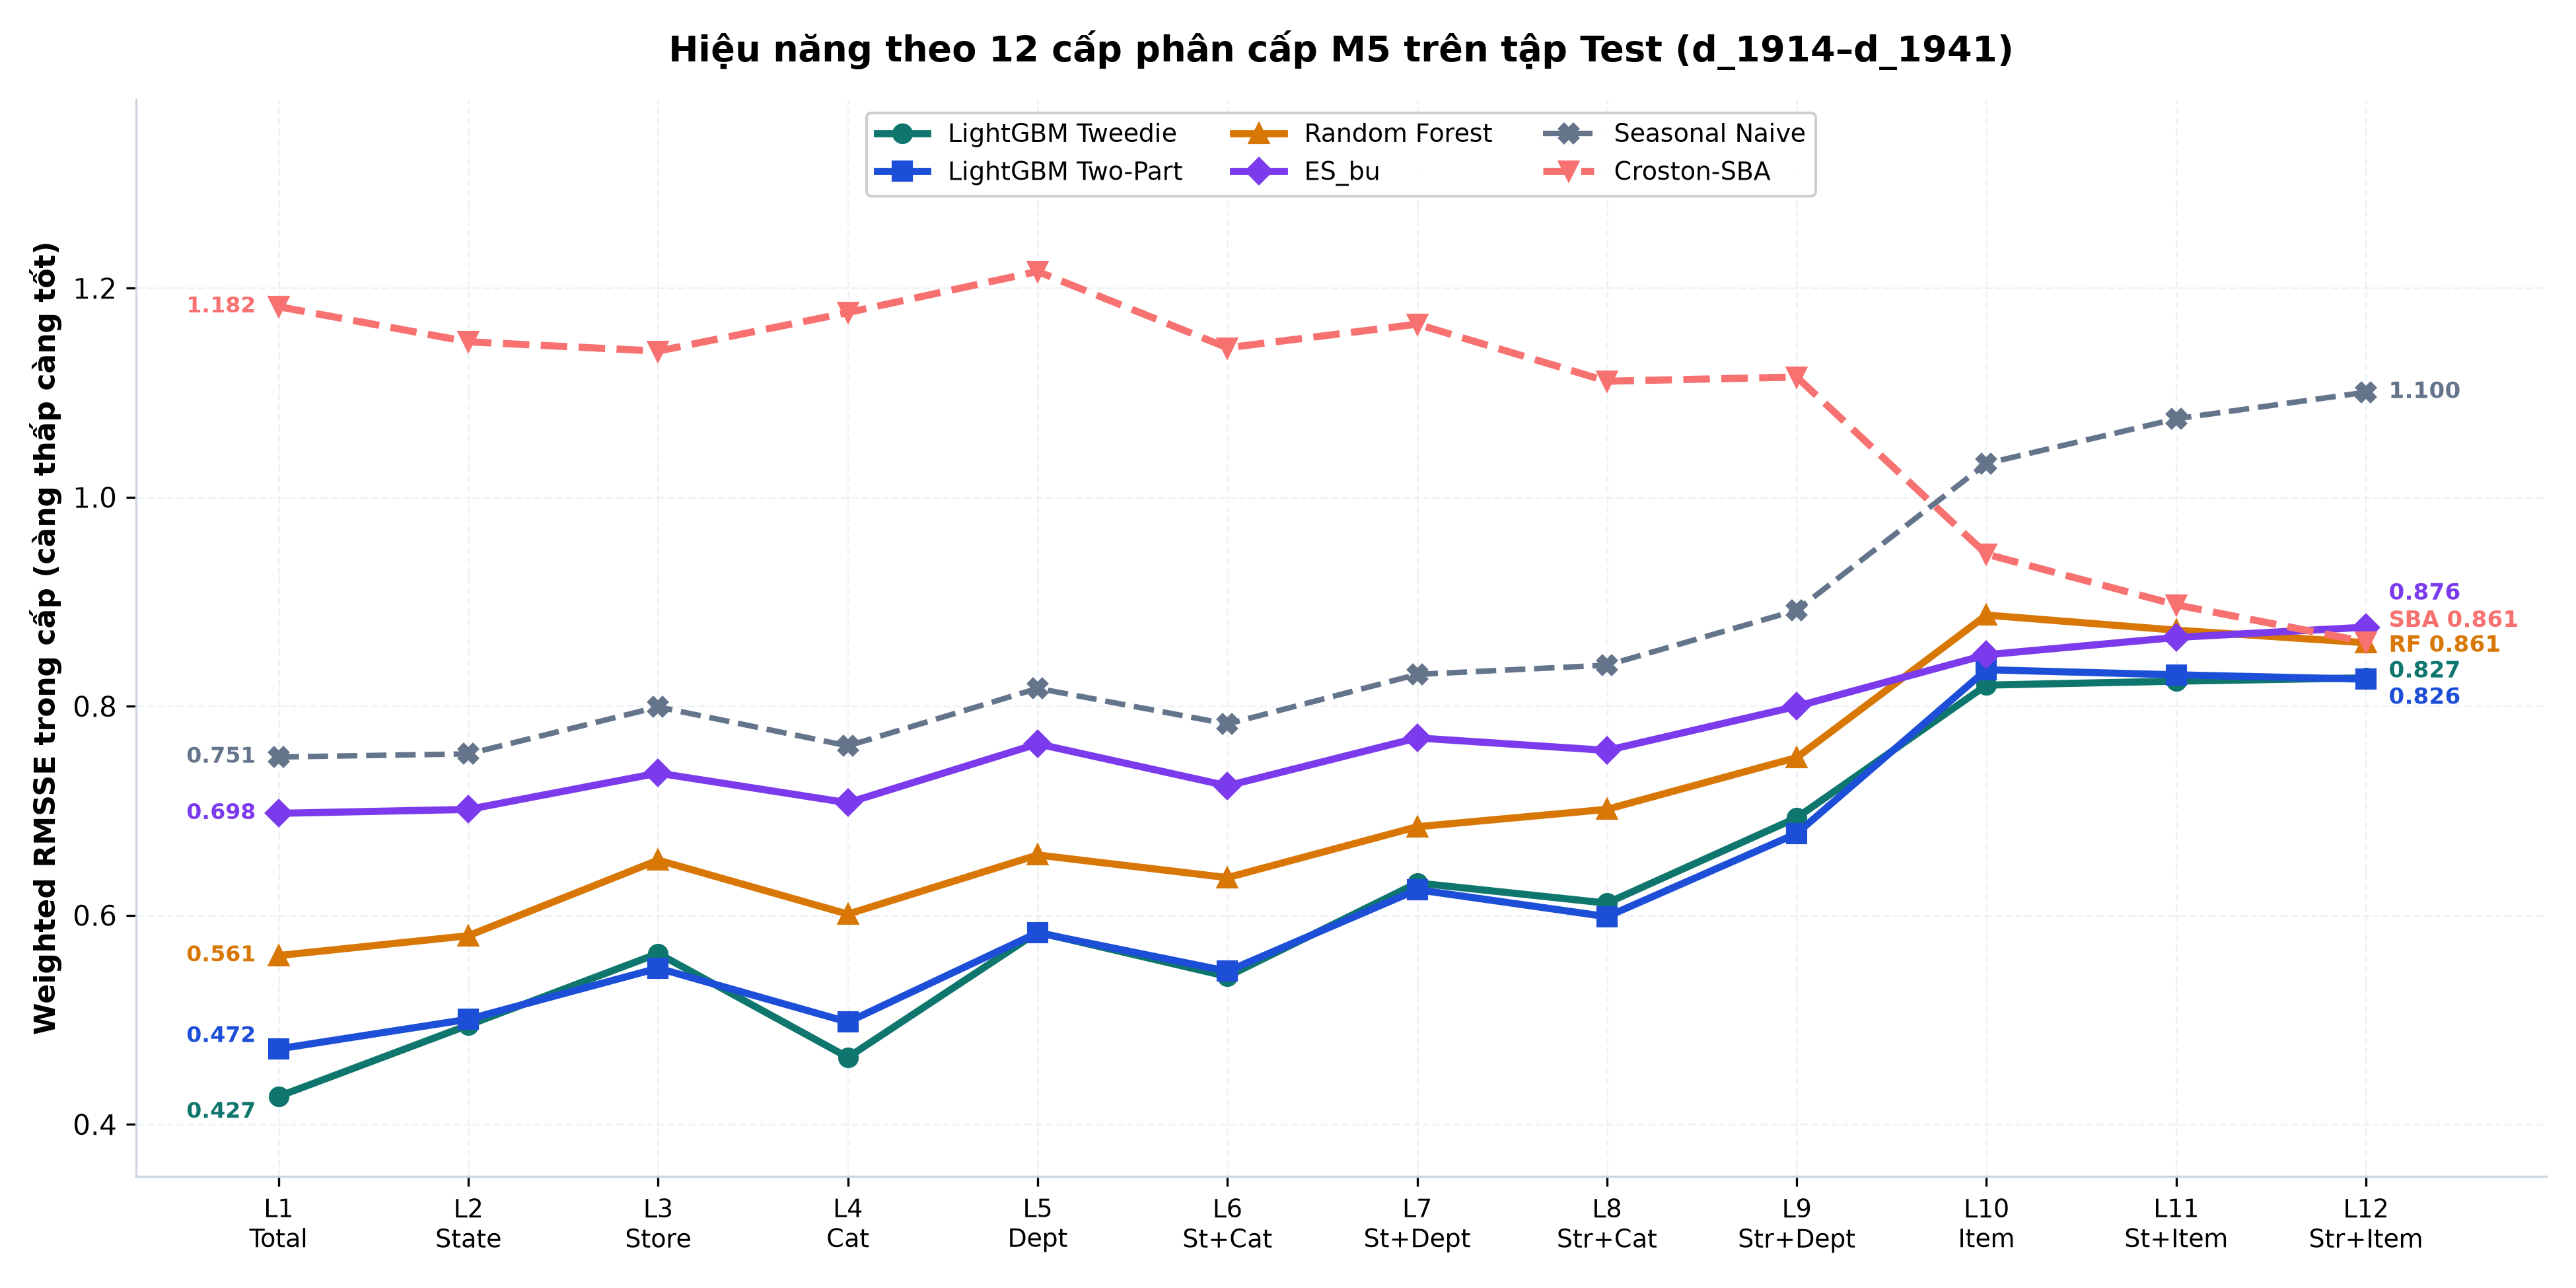 Hiệu năng theo 12 cấp phân cấp M5 trên tập Test (d_1914–d_1941)
LightGBM Tweedie
LightGBM Two-Part
Random Forest
ES_bu
Seasonal Naive
Croston-SBA
Weighted RMSSE trong cấp (càng thấp càng tốt)
1.2
1.0
0.8
0.6
0.4
1.182
0.751
0.698
0.561
0.472
0.427
1.100
0.876
SBA 0.861
RF 0.861
0.827
0.826
L1
Total
L2
State
L3
Store
L4
Cat
L5
Dept
L6
St+Cat
L7
St+Dept
L8
Str+Cat
L9
Str+Dept
L10
Item
L11
St+Item
L12
Str+Item